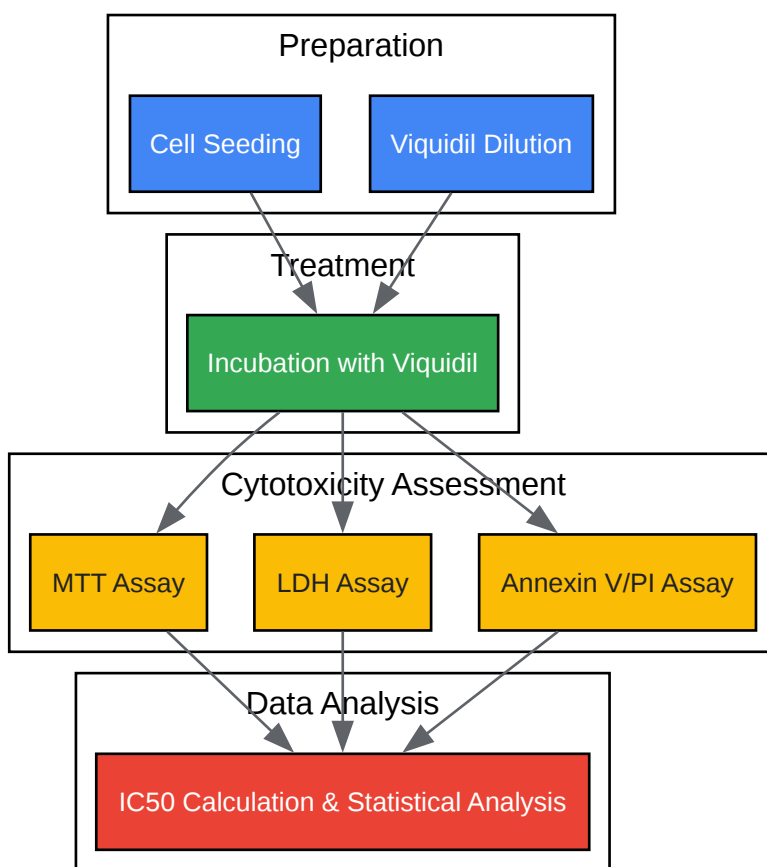 Preparation
Cell Seeding
Viquidil Dilution
Treatment
Incubation with Viquidil
Cytotoxicity Assessment
MTT Assay
LDH Assay
Annexin V/PI Assay
Data Analysis
IC50 Calculation & Statistical Analysis